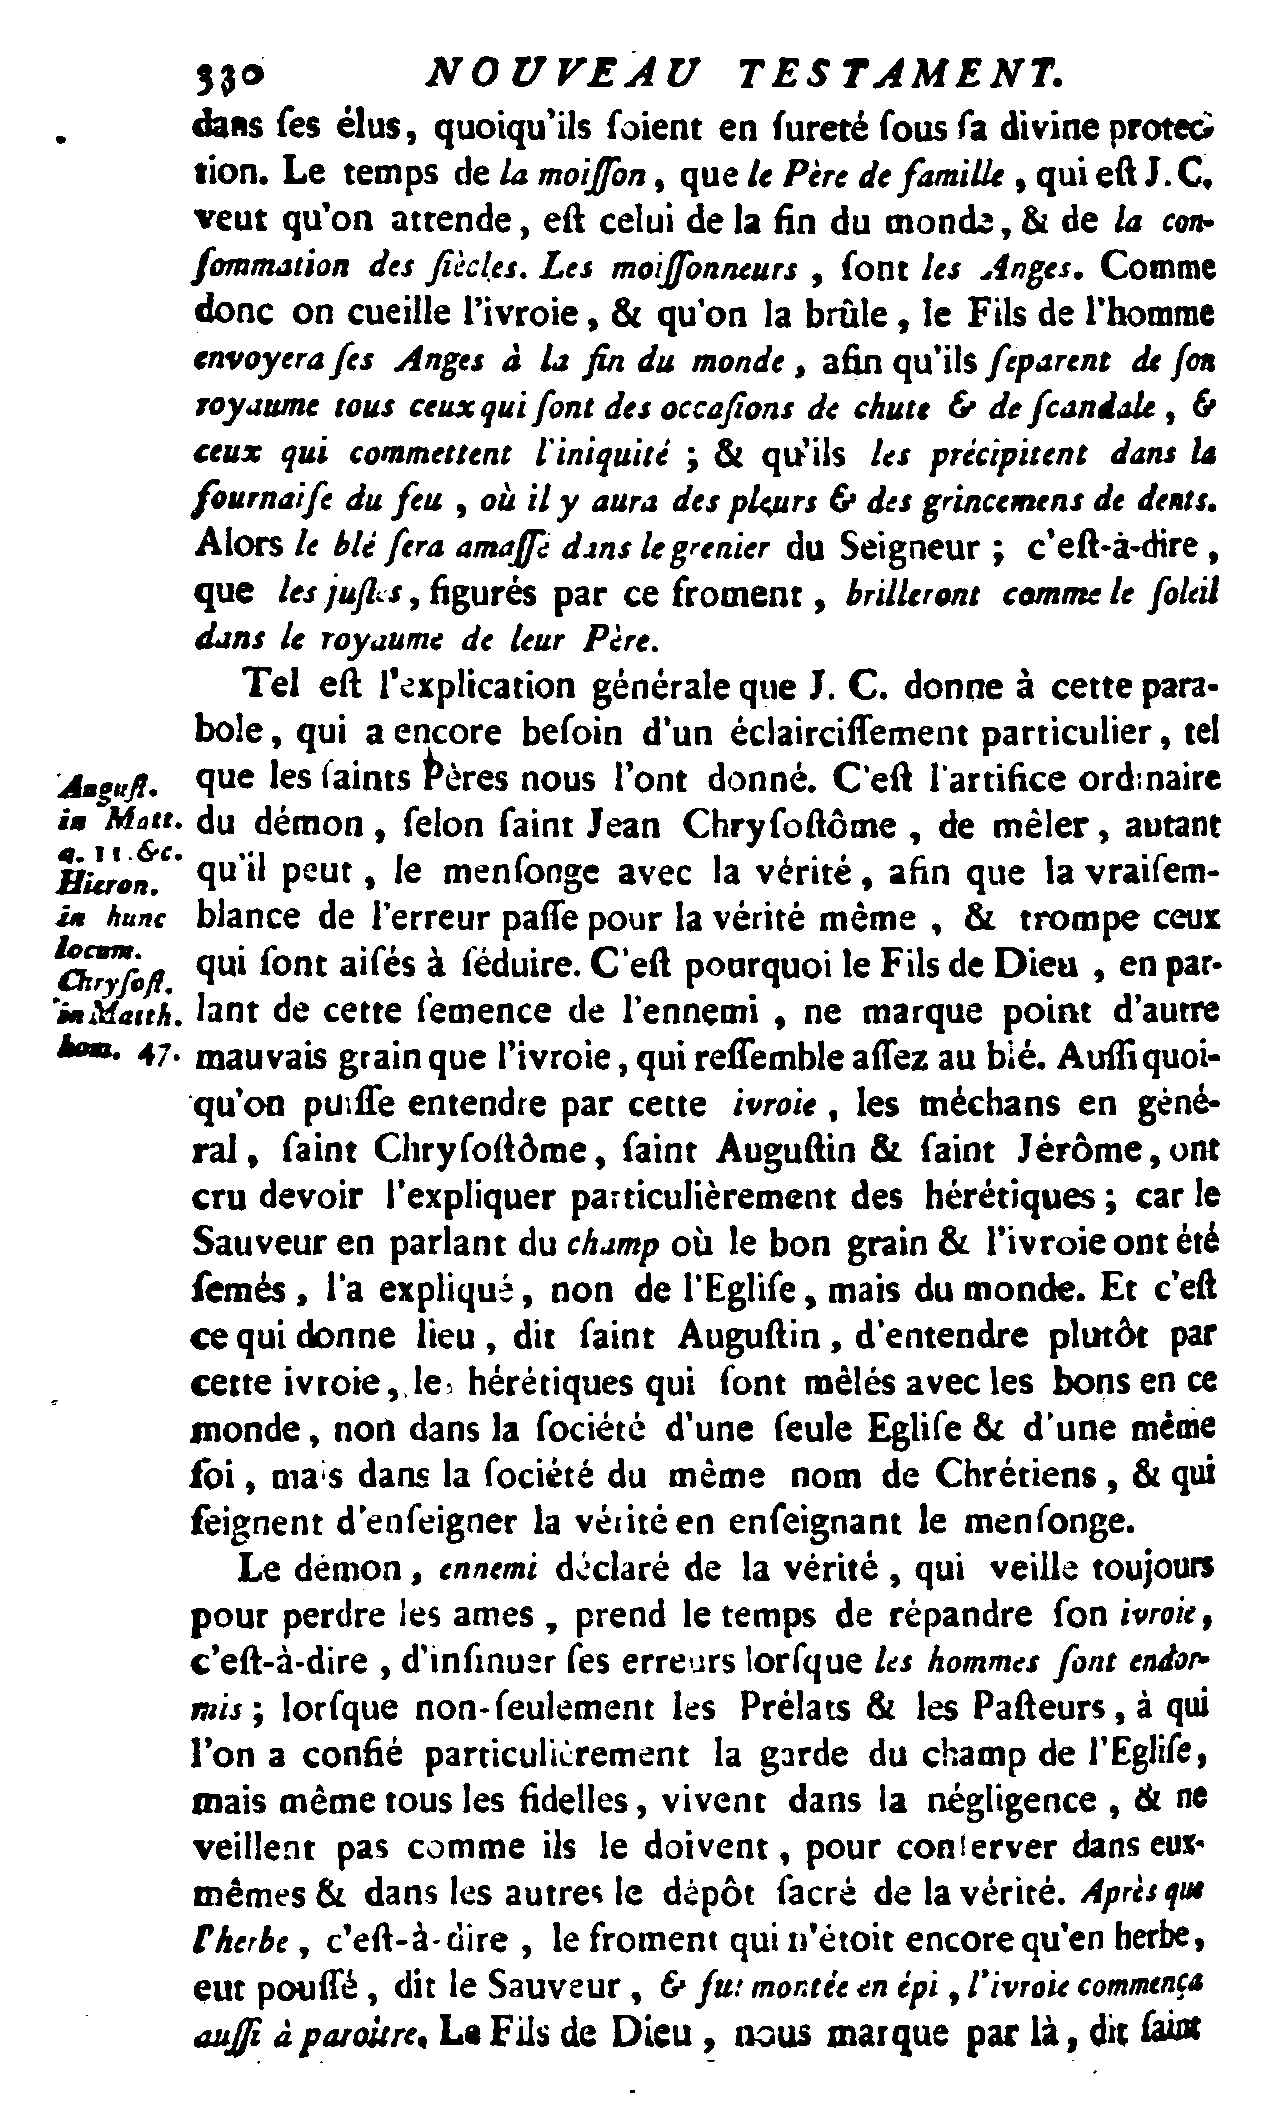 330 NOUVEAU TESTAMENT.
dans ſes élus, quoiqu'ils ſoient en ſureté ſous ſa divine protec-
tion. Le temps de la moiſſon, que le Père de famille, qui eſt J. C.
veut qu'on attende, eſt celui de la fin du monde, & de la con-
ſommation des ſiècles. Les moiſſonneurs, ſont les Anges. Comme
donc on cueille l'ivroie, & qu'on la brûle, le Fils de l'homme
envoyera ſes Anges à la fin du monde, afin qu'ils ſeparent de ſon
royaume tous ceux qui ſont des occaſions de chute & de ſcandale, &
ceux qui commettent l'iniquité; & qu'ils les précipitent dans la
fournaiſe du feu, où il y aura des pleurs & des grincemens de dents.
Alors le blé ſera amaſſé dans le grenier du Seigneur; c'eſt-à-dire,
que les juſtes, figurés par ce froment, brilleront comme le ſoleil
dans le royaume de leur Père.
Tel eſt l'explication générale que J. C. donne à cette para-
bole, qui a encore beſoin d'un éclairciſſement particulier, tel
que les ſaints Pères nous l'ont donné. C'eſt l'artifice ordinaire
du démon, ſelon ſaint Jean Chryſoſtôme, de mêler, autant
qu'il peut, le menſonge avec la vérité, afin que la vraiſem-
blance de l'erreur paſſe pour la vérité même, & trompe ceux
qui ſont aiſés à ſéduire. C'eſt pourquoi le Fils de Dieu, en par-
lant de cette ſemence de l'ennemi, ne marque point d'autre
mauvais grain que l'ivroie, qui reſſemble aſſez au blé. Auſſi quoi-
qu'on puiſſe entendre par cette ivroie, les méchans en géné-
ral, ſaint Chryſoſtôme, ſaint Auguſtin & ſaint Jérôme, ont
cru devoir l'expliquer particulièrement des hérétiques; car le
Sauveur en parlant du champ où le bon grain & l'ivroie ont été
ſemés, l'a expliqué, non de l'Egliſe, mais du monde. Et c'eſt
ce qui donne lieu, dit ſaint Auguſtin, d'entendre plutôt par
cette ivroie, les hérétiques qui ſont mêlés avec les bons en ce
monde, non dans la ſociété d'une ſeule Egliſe & d'une même
foi, mais dans la ſociété du même nom de Chrétiens, & qui
feignent d'enſeigner la vérité en enſeignant le menſonge.
Le démon, ennemi déclaré de la vérité, qui veille toujours
pour perdre les ames, prend le temps de répandre ſon ivroie,
c'eſt-à-dire, d'inſinuer ſes erreurs lorſque les hommes ſont endor-
mis; lorſque non-ſeulement les Prélats & les Paſteurs, à qui
l'on a confié particulièrement la garde du champ de l'Egliſe,
mais même tous les fidelles, vivent dans la négligence, & ne
veillent pas comme ils le doivent, pour conſerver dans eux-
mêmes & dans les autres le dépôt ſacré de la vérité. Après que
l'herbe, c'eſt-à-dire, le froment qui n'étoit encore qu'en herbe,
eut pouſſé, dit le Sauveur, & fut montée en épi, l'ivroie commença
auſſi à paroître. Le Fils de Dieu, nous marque par là, dit ſaint
Auguſt.
in Matt.
q. 11. &c.
Hieron.
in hunc
locum.
Chryſoſt.
in Matth.
hom. 47.